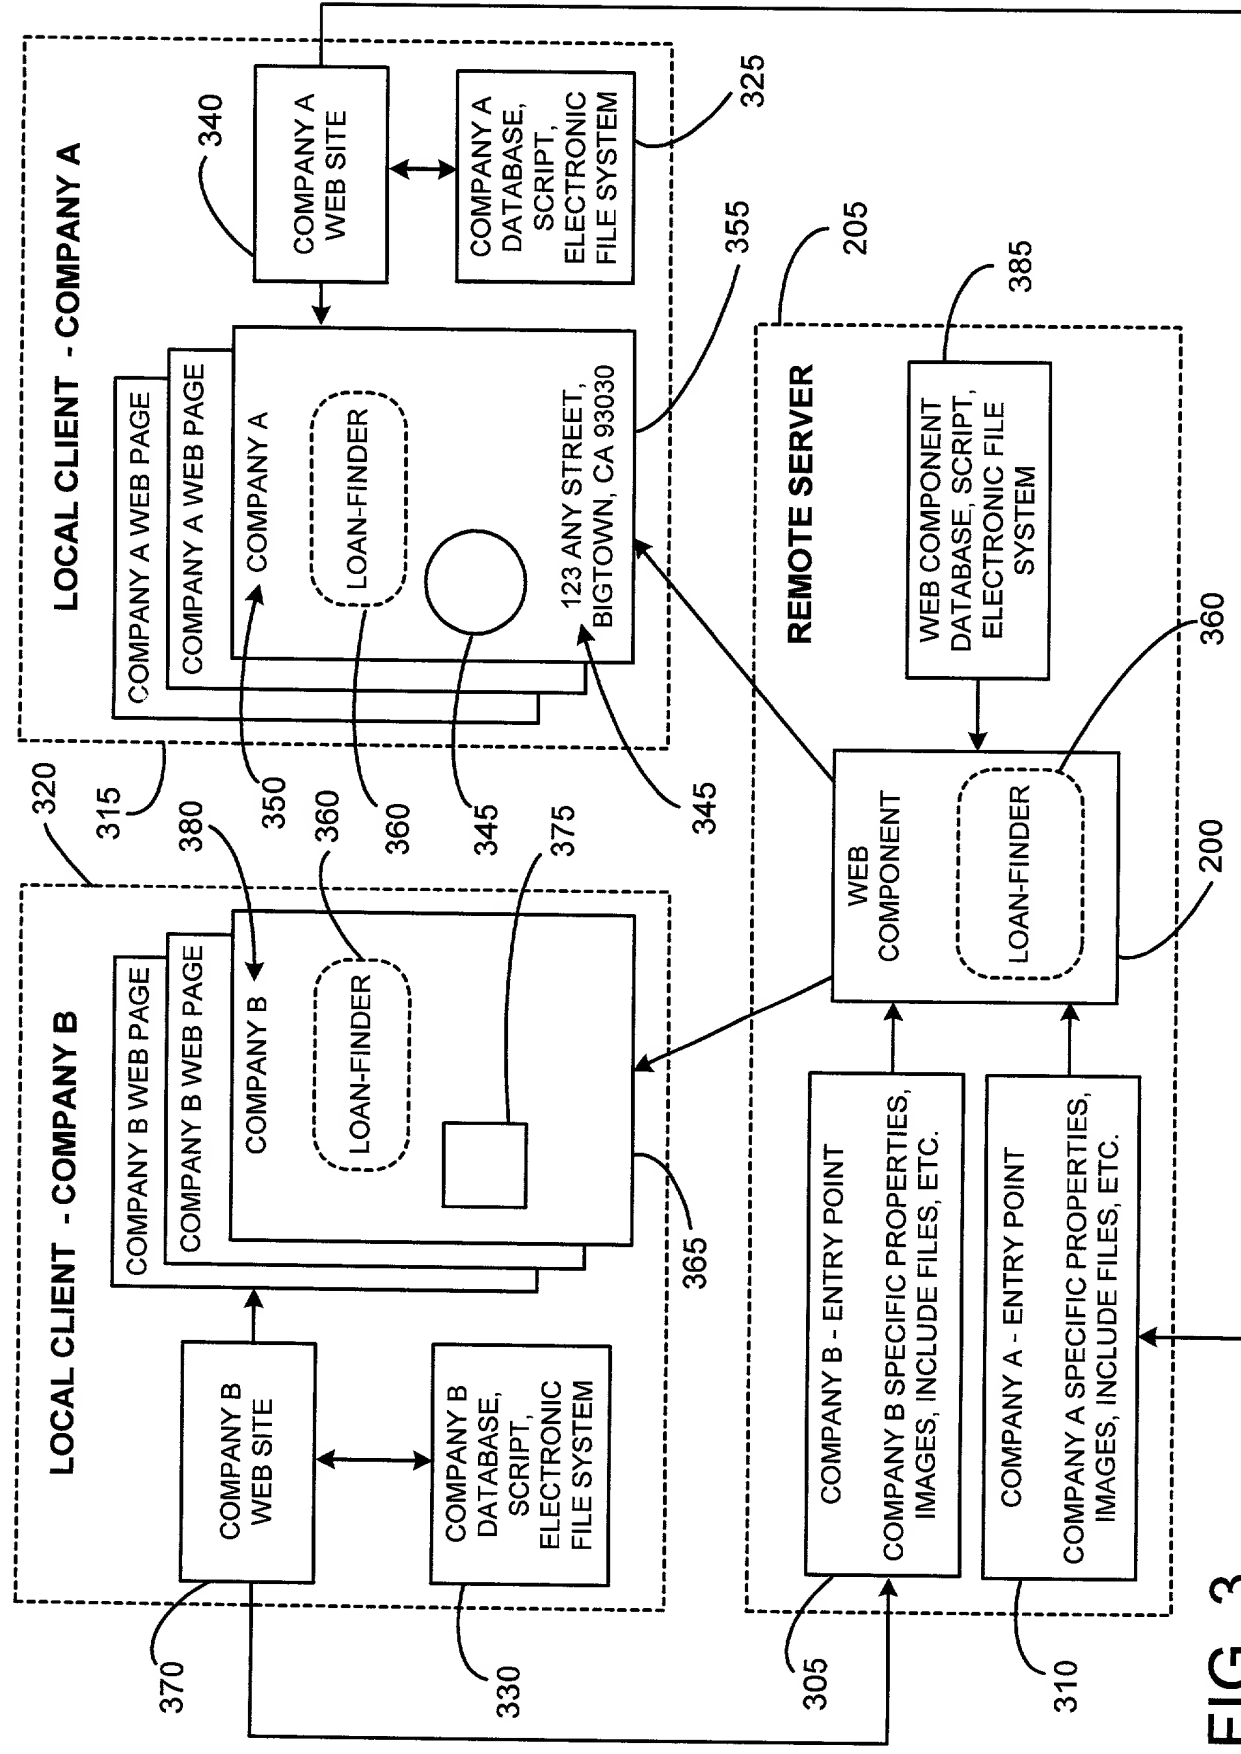 LOCAL CLIENT - COMPANY B
COMPANY B WEB PAGE
COMPANY B WEB PAGE
COMPANY B
LOAN-FINDER
COMPANY B
WEB SITE
COMPANY B
DATABASE,
SCRIPT,
ELECTRONIC
FILE SYSTEM
370
330
365
320
380
360
375
LOCAL CLIENT - COMPANY A
COMPANY A WEB PAGE
COMPANY A WEB PAGE
COMPANY A
LOAN-FINDER
123 ANY STREET,
BIGTOWN, CA 93030
COMPANY A
WEB SITE
COMPANY A
DATABASE,
SCRIPT,
ELECTRONIC
FILE SYSTEM
315
350
360
345
345
340
325
355
205
REMOTE SERVER
COMPANY B - ENTRY POINT
COMPANY B SPECIFIC PROPERTIES,
IMAGES, INCLUDE FILES, ETC.
COMPANY A - ENTRY POINT
COMPANY A SPECIFIC PROPERTIES,
IMAGES, INCLUDE FILES, ETC.
WEB
COMPONENT
LOAN-FINDER
WEB COMPONENT
DATABASE, SCRIPT,
ELECTRONIC FILE
SYSTEM
305
310
200
360
385
FIG. 3